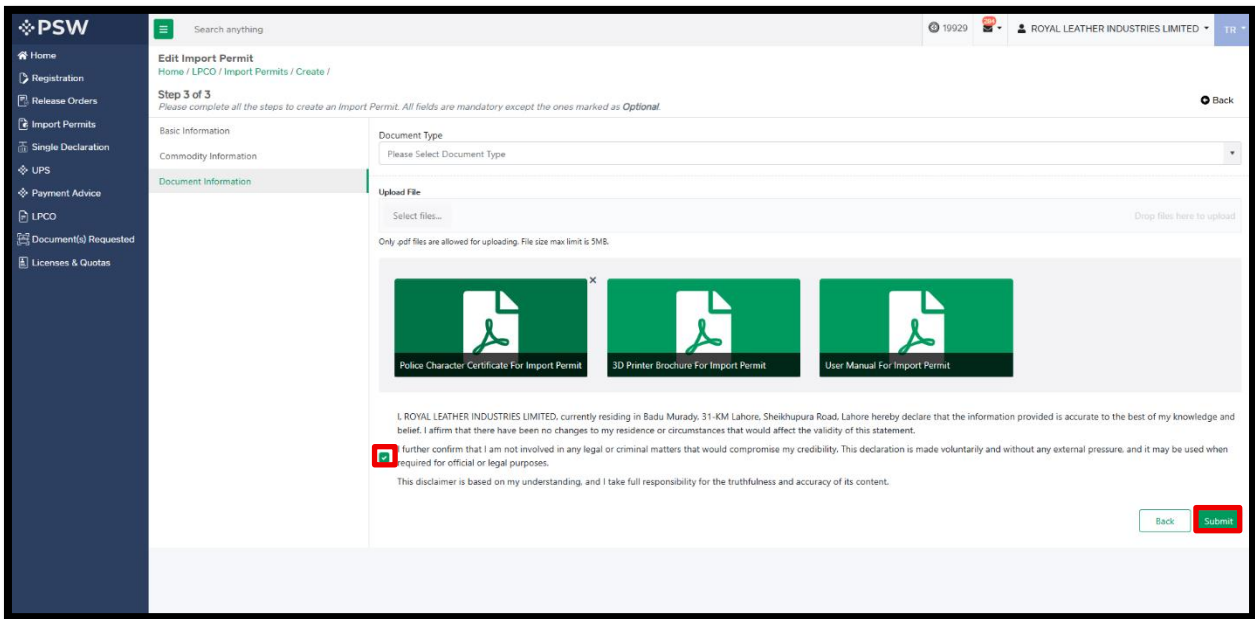 PSW
Search anything
19929
ROYAL LEATHER INDUSTRIES LIMITED
TR
Home
Registration
Release Orders
Import Permits
Single Declaration
UPS
Payment Advice
LPCO
Document(s) Requested
Licenses & Quotas
Edit Import Permit
Home / LPCO / Import Permits / Create /
Step 3 of 3
Please complete all the steps to create an Import Permit. All fields are mandatory except the ones marked as Optional.
Back
Basic Information
Commodity Information
Document Information
Document Type
Please Select Document Type
Upload File
Select files...
Drop files here to upload
Only .pdf files are allowed for uploading. File size max limit is 5MB.
Police Character Certificate For Import Permit
3D Printer Brochure For Import Permit
User Manual For Import Permit
I, ROYAL LEATHER INDUSTRIES LIMITED, currently residing in Badu Murady, 31-KM Lahore, Sheikhupura Road, Lahore hereby declare that the information provided is accurate to the best of my knowledge and
belief. I affirm that there have been no changes to my residence or circumstances that would affect the validity of this statement.
I further confirm that I am not involved in any legal or criminal matters that would compromise my credibility. This declaration is made voluntarily and without any external pressure, and it may be used when
required for official or legal purposes.
This disclaimer is based on my understanding, and I take full responsibility for the truthfulness and accuracy of its content.
Back
Submit